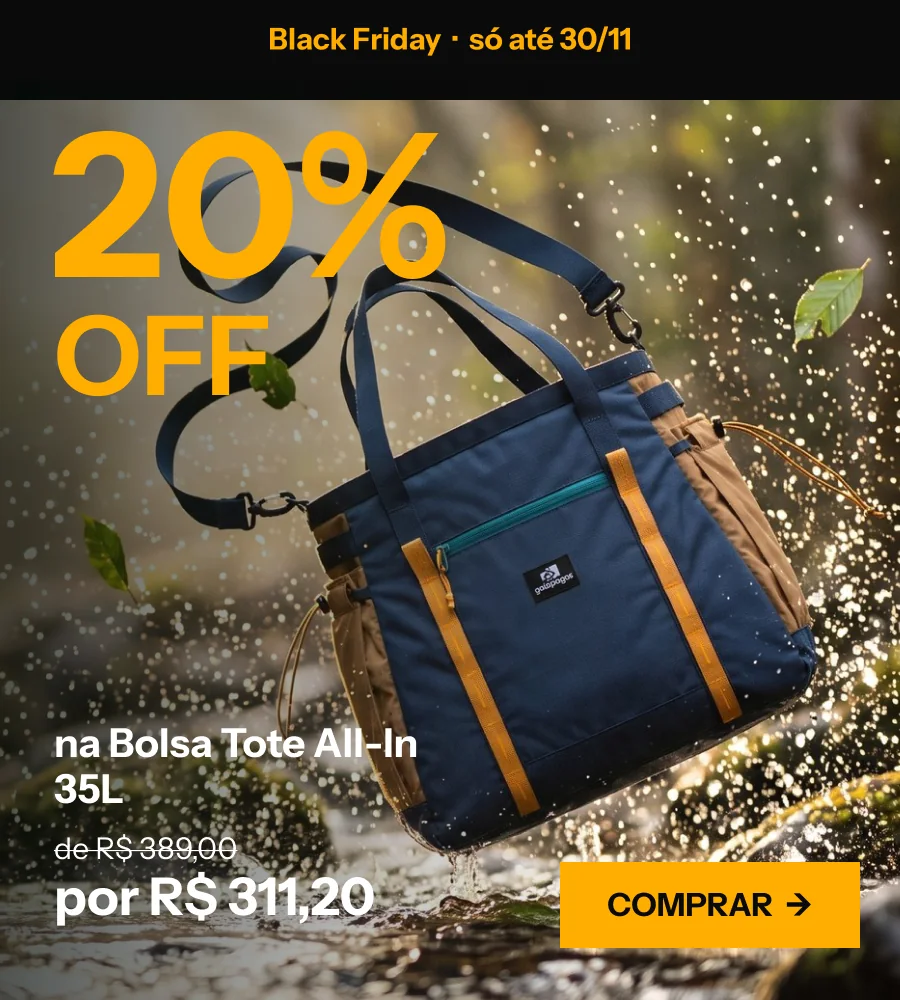 Black Friday · só até 30/11
20%
OFF
galapagos
na Bolsa Tote All-In
35L
de R$ 389,00
por R$ 311,20
COMPRAR →